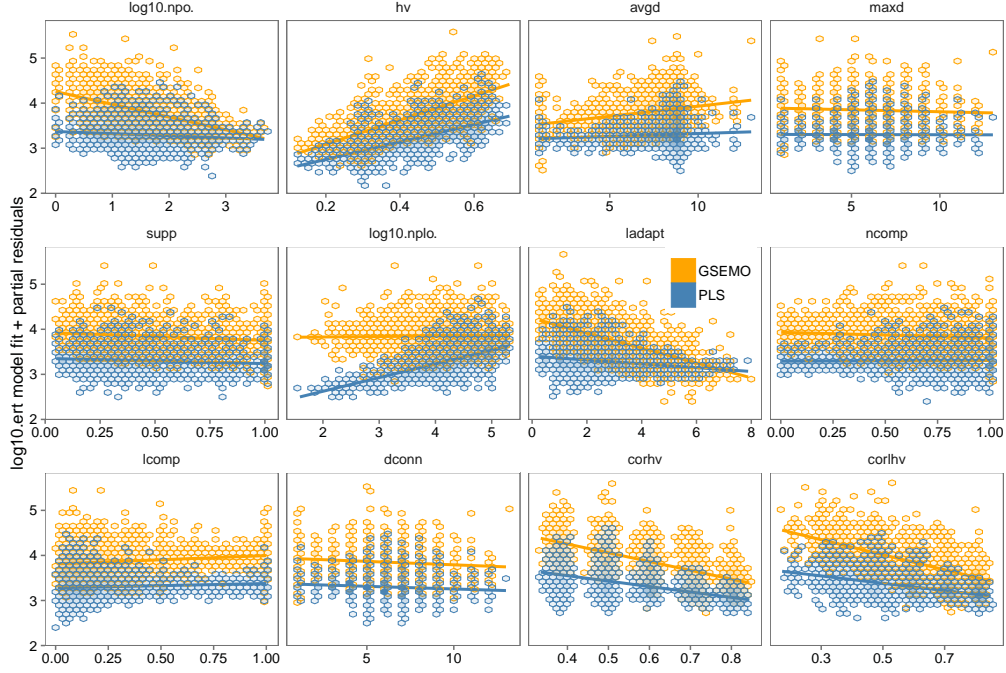 log10.npo. hv avgd maxd
5
4
3
2
0 1 2 3 0.2 0.4 0.6 5 10 5 10
supp log10.nplo. ladapt ncomp
GSEMO
PLS
5
4
3
2
0.00 0.25 0.50 0.75 1.00 2 3 4 5 0 2 4 6 8 0.00 0.25 0.50 0.75 1.00
lcomp dconn corhv corlhv
5
4
3
2
0.00 0.25 0.50 0.75 1.00 5 10 0.4 0.5 0.6 0.7 0.8 0.3 0.5 0.7
log10.ert model fit + partial residuals